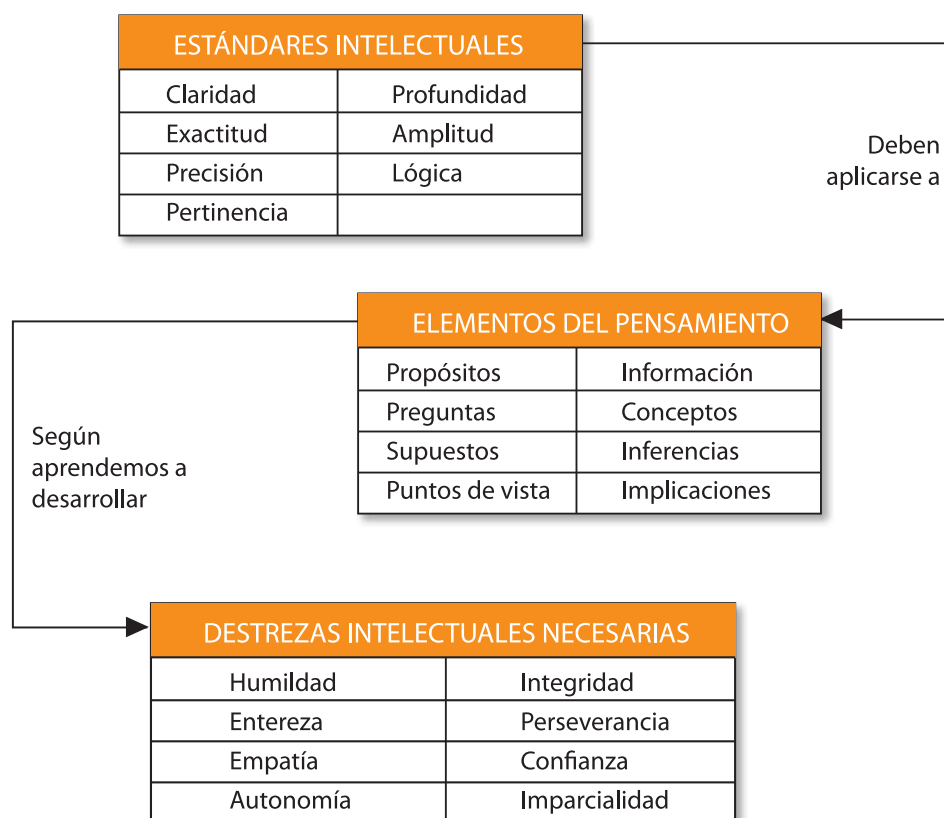 ESTÁNDARES INTELECTUALES
Claridad Profundidad
Exactitud Amplitud
Precisión Lógica
Pertinencia
Deben
aplicarse a
ELEMENTOS DEL PENSAMIENTO
Propósitos Información
Preguntas Conceptos
Supuestos Inferencias
Puntos de vista Implicaciones
Según
aprendemos a
desarrollar
DESTREZAS INTELECTUALES NECESARIAS
Humildad Integridad
Entereza Perseverancia
Empatía Confianza
Autonomía Imparcialidad